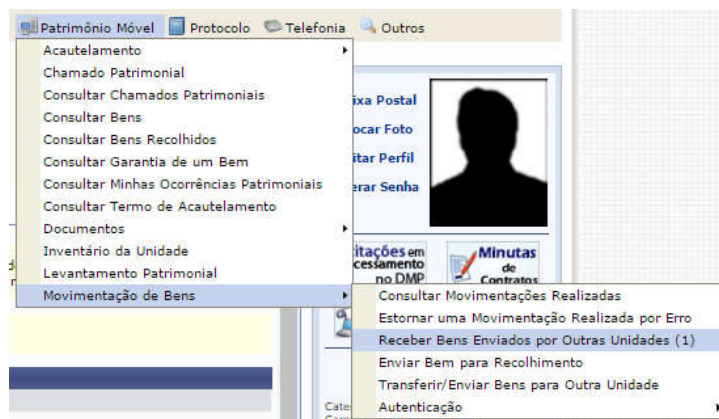 Patrimônio Móvel Protocolo Telefonia Outros
Acautelamento
Chamado Patrimonial
Consultar Chamados Patrimoniais
Consultar Bens
Consultar Bens Recolhidos
Consultar Garantia de um Bem
Consultar Minhas Ocorrências Patrimoniais
Consultar Termo de Acautelamento
Documentos
Inventário da Unidade
Levantamento Patrimonial
Movimentação de Bens
ixa Postal
ocar Foto
itar Perfil
erar Senha
itações em
cessamento
no DMP
Minutas
de
Contratos
Consultar Movimentações Realizadas
Estornar uma Movimentação Realizada por Erro
Receber Bens Enviados por Outras Unidades (1)
Enviar Bem para Recolhimento
Transferir/Enviar Bens para Outra Unidade
Autenticação
Cate